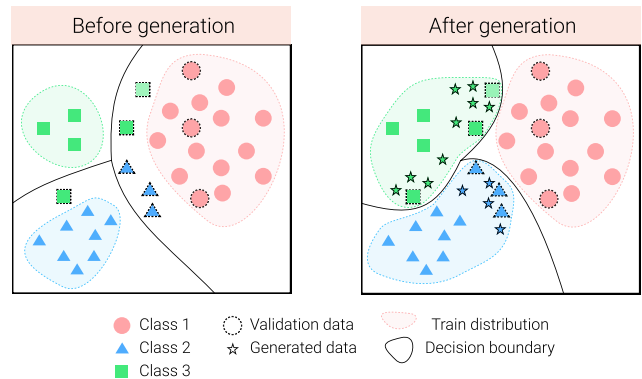 Before generation
After generation
Class 1
Validation data
Train distribution
Class 2
Generated data
Decision boundary
Class 3